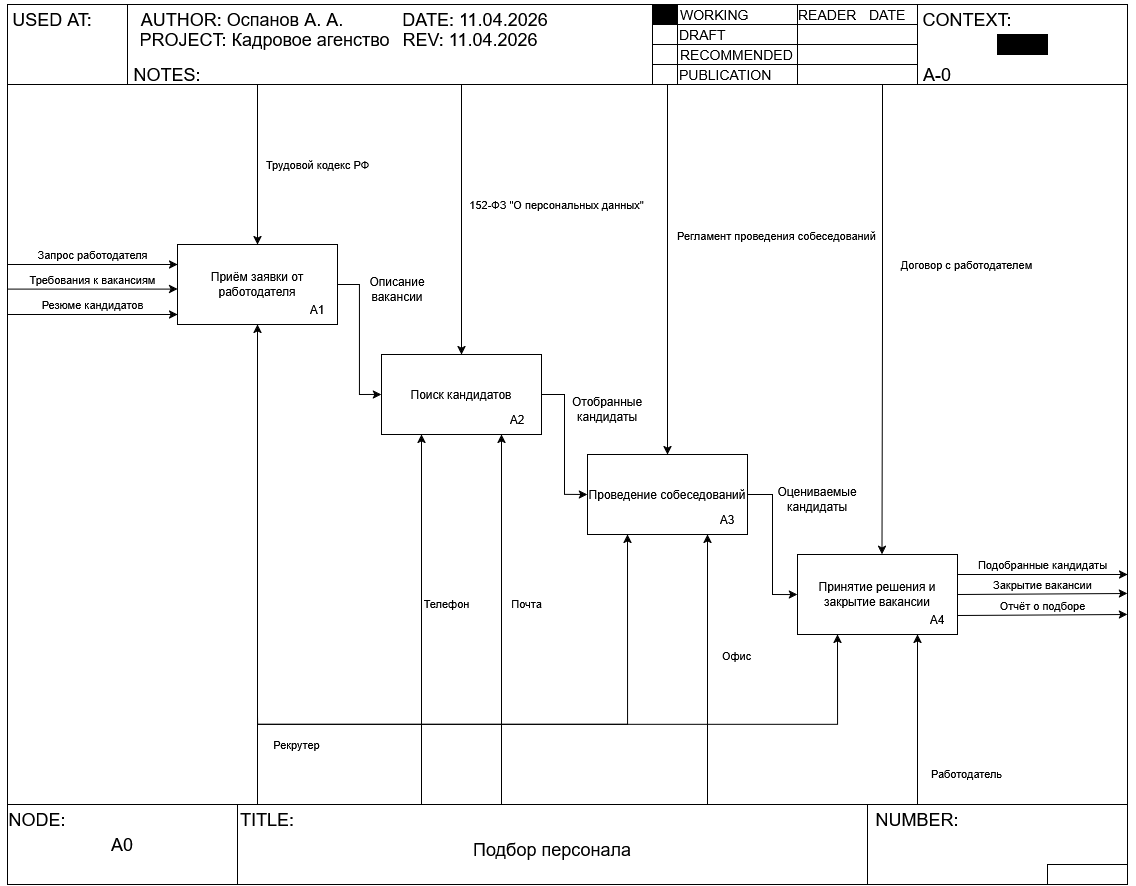 USED AT:
AUTHOR: Оспанов А. А.
DATE: 11.04.2026
PROJECT: Кадровое агенство
REV: 11.04.2026
NOTES:
WORKING
READER DATE
DRAFT
RECOMMENDED
PUBLICATION
CONTEXT:
A-0
Трудовой кодекс РФ
152-ФЗ "О персональных данных"
Регламент проведения собеседований
Договор с работодателем
Запрос работодателя
Требования к вакансиям
Резюме кандидатов
Приём заявки от
работодателя
A1
Описание
вакансии
Поиск кандидатов
A2
Отобранные
кандидаты
Проведение собеседований
A3
Оцениваемые
кандидаты
Принятие решения и
закрытие вакансии
A4
Подобранные кандидаты
Закрытие вакансии
Отчёт о подборе
Телефон
Почта
Офис
Рекрутер
Работодатель
NODE:
A0
TITLE:
Подбор персонала
NUMBER: